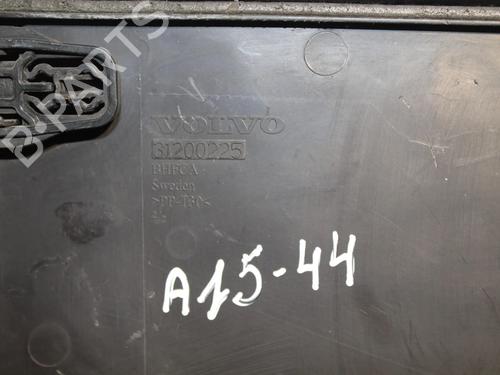 B-PARTS
VOLVO
31200225
BHFCA
Sweden
>PP-T30<
A15-44